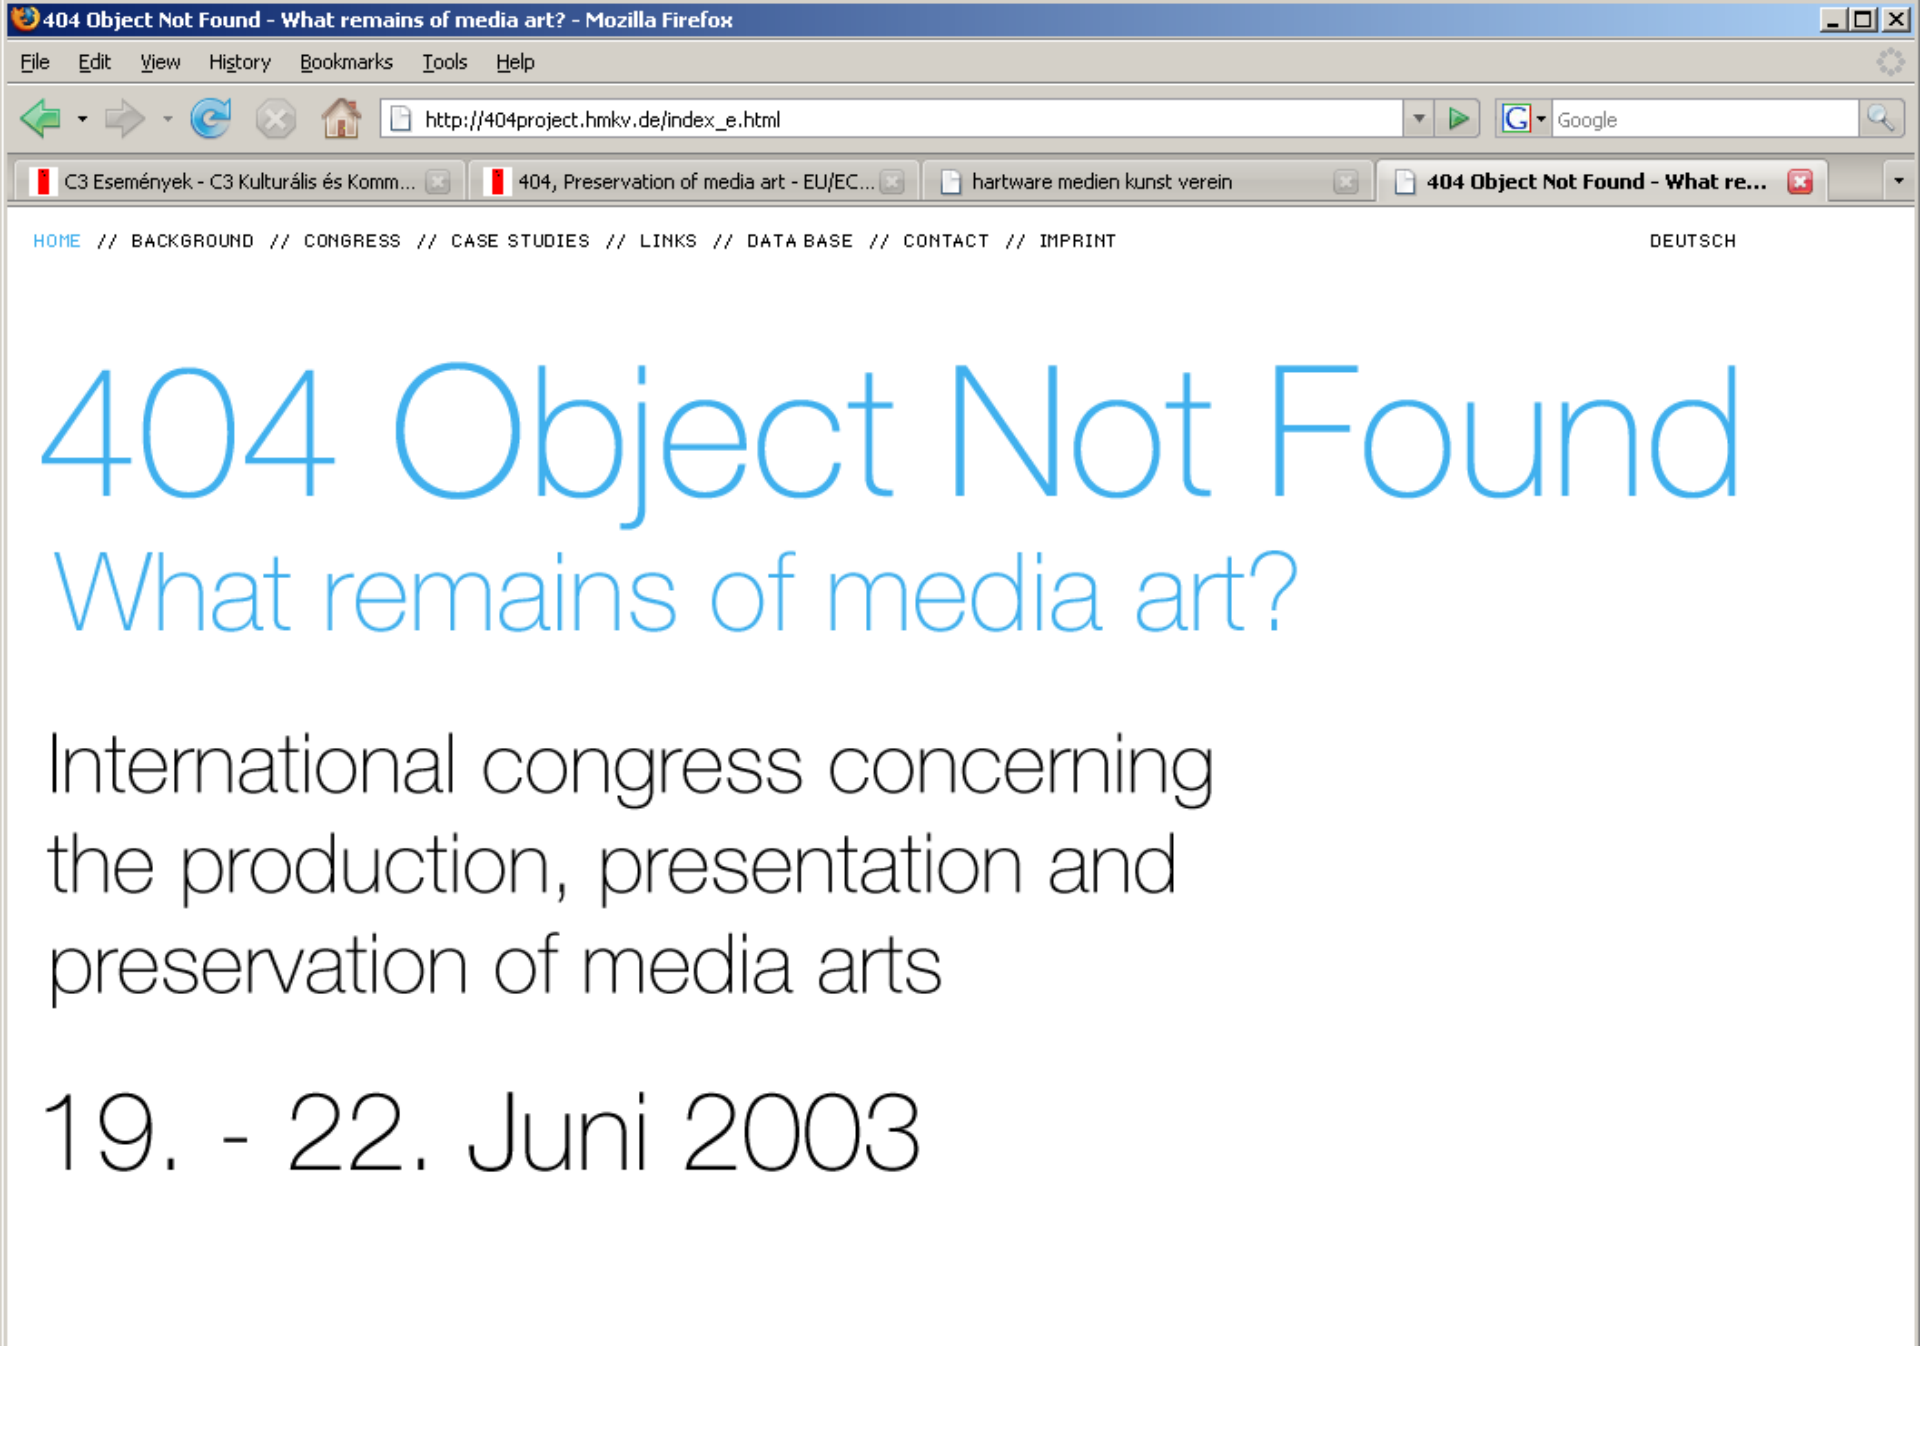 404 Object Not Found - What remains of media art? - Mozilla Firefox
File Edit View History Bookmarks Tools Help
http://404project.hmkv.de/index_e.html G Google
C3 Események - C3 Kulturális és Komm... 404, Preservation of media art - EU/EC... hartware medien kunst verein 404 Object Not Found - What re...
HOME // BACKGROUND // CONGRESS // CASE STUDIES // LINKS // DATA BASE // CONTACT // IMPRINT DEUTSCH
404 Object Not Found
What remains of media art?
International congress concerning
the production, presentation and
preservation of media arts
19. - 22. Juni 2003